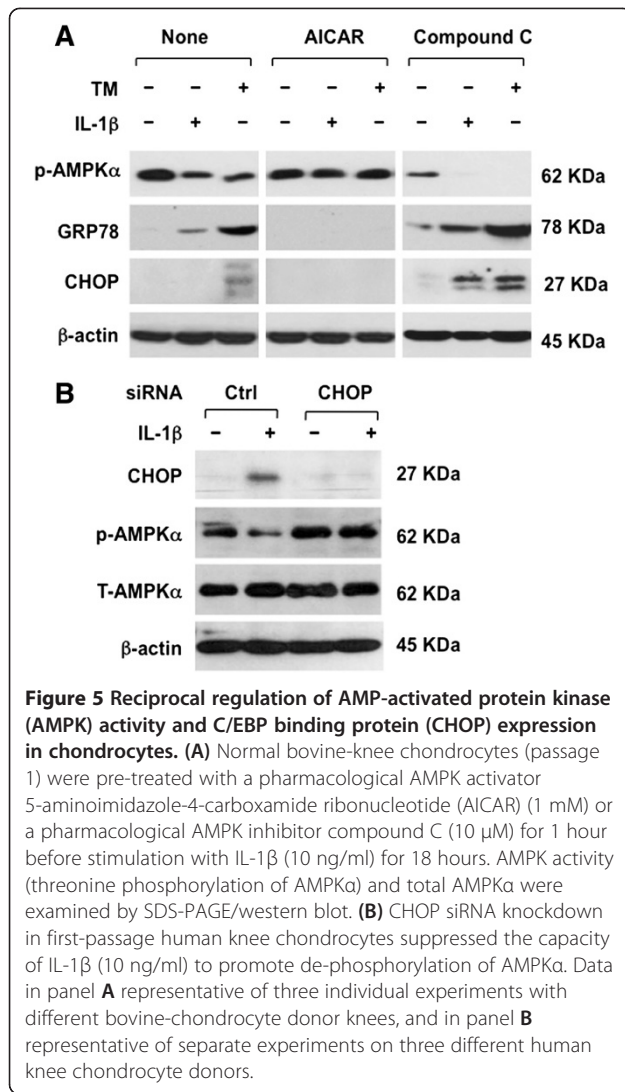 A
None AICAR Compound C
TM - - + - - + - - +
IL-1β - + - - + - - + -
p-AMPKα 62 KDa
GRP78 78 KDa
CHOP 27 KDa
β-actin 45 KDa
B
siRNA Ctrl CHOP
IL-1β - + - +
CHOP 27 KDa
p-AMPKα 62 KDa
T-AMPKα 62 KDa
β-actin 45 KDa
Figure 5 Reciprocal regulation of AMP-activated protein kinase
(AMPK) activity and C/EBP binding protein (CHOP) expression
in chondrocytes. (A) Normal bovine-knee chondrocytes (passage
1) were pre-treated with a pharmacological AMPK activator
5-aminoimidazole-4-carboxamide ribonucleotide (AICAR) (1 mM) or
a pharmacological AMPK inhibitor compound C (10 μM) for 1 hour
before stimulation with IL-1β (10 ng/ml) for 18 hours. AMPK activity
(threonine phosphorylation of AMPKα) and total AMPKα were
examined by SDS-PAGE/western blot. (B) CHOP siRNA knockdown
in first-passage human knee chondrocytes suppressed the capacity
of IL-1β (10 ng/ml) to promote de-phosphorylation of AMPKα. Data
in panel A representative of three individual experiments with
different bovine-chondrocyte donor knees, and in panel B
representative of separate experiments on three different human
knee chondrocyte donors.